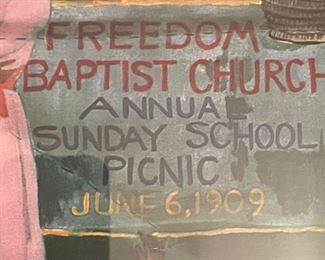 FREEDOM
BAPTIST CHURCH
ANNUAL
SUNDAY SCHOOL
PICNIC
JUNE 6, 1909